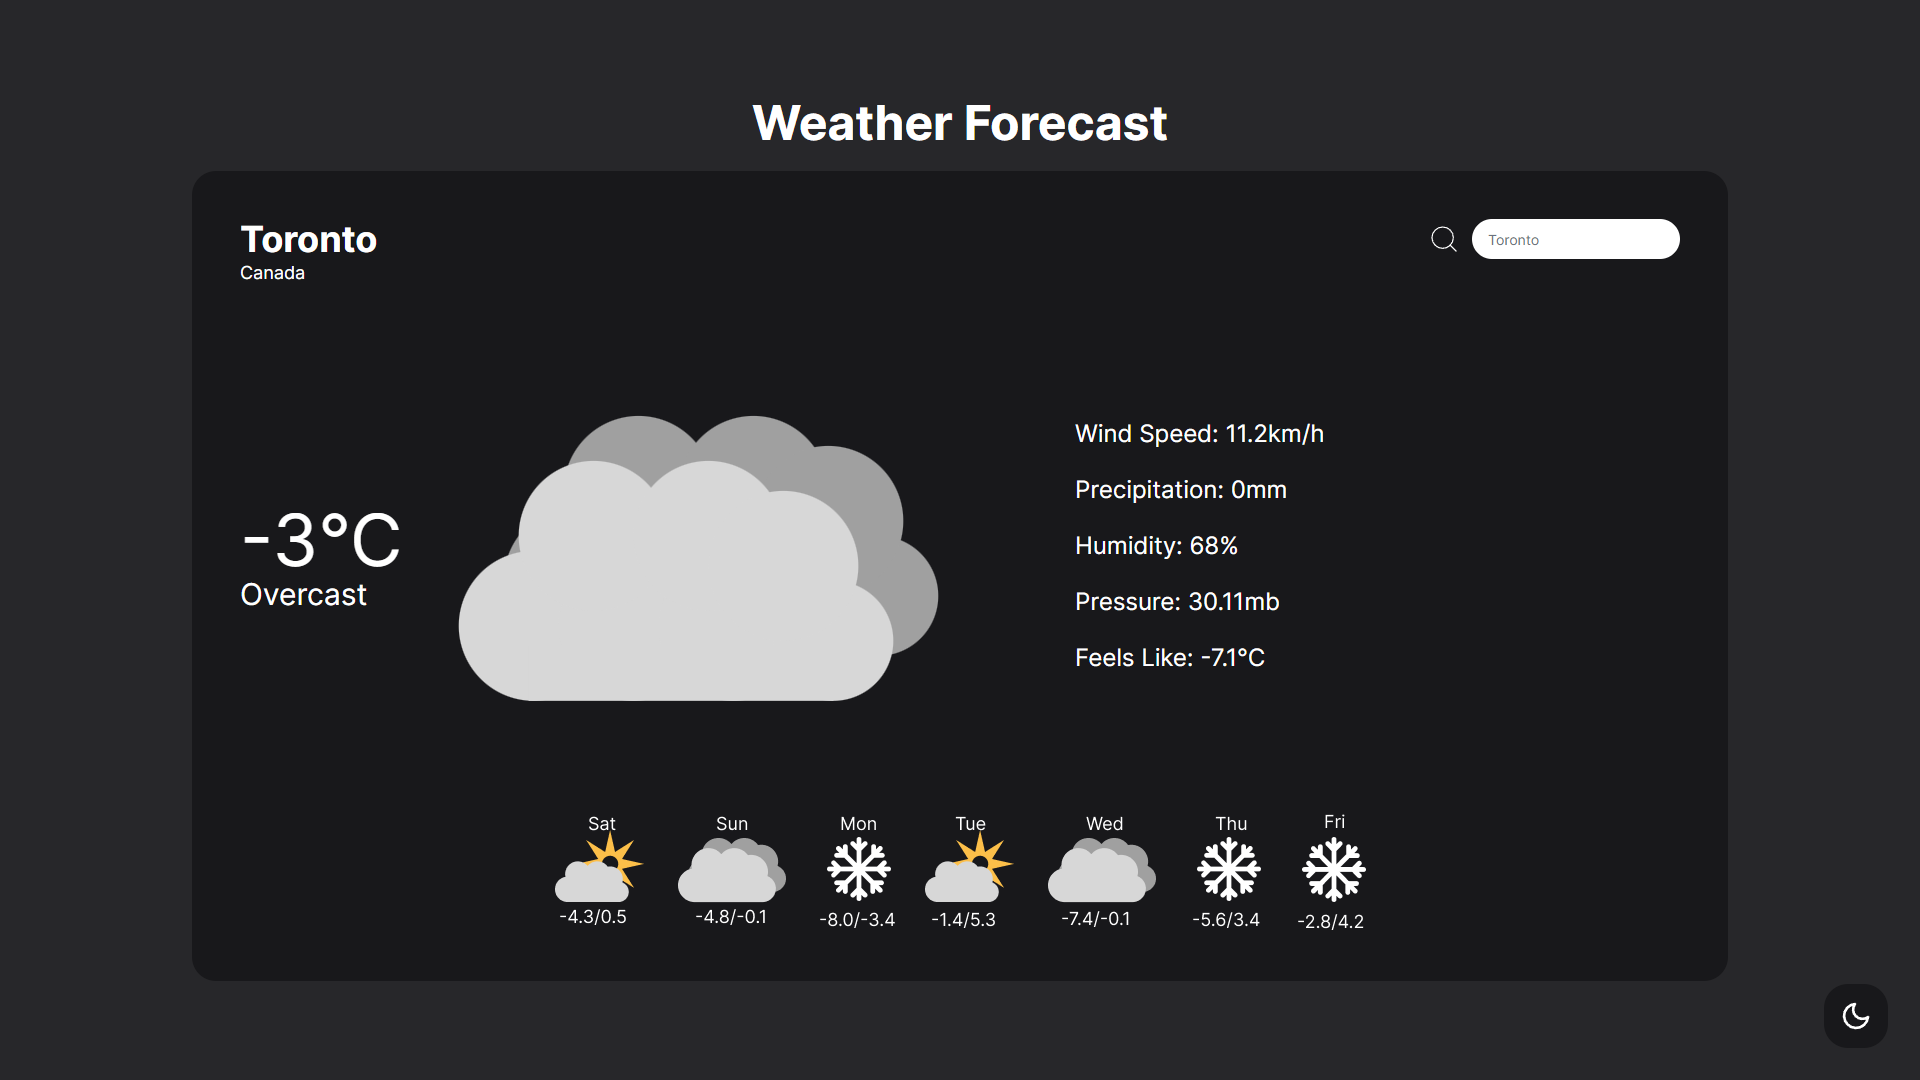 Weather Forecast
Toronto
Canada
Toronto
-3°C
Overcast
Wind Speed: 11.2km/h
Precipitation: 0mm
Humidity: 68%
Pressure: 30.11mb
Feels Like: -7.1°C
Sat Sun Mon Tue Wed Thu Fri
-4.3/0.5 -4.8/-0.1 -8.0/-3.4 -1.4/5.3 -7.4/-0.1 -5.6/3.4 -2.8/4.2